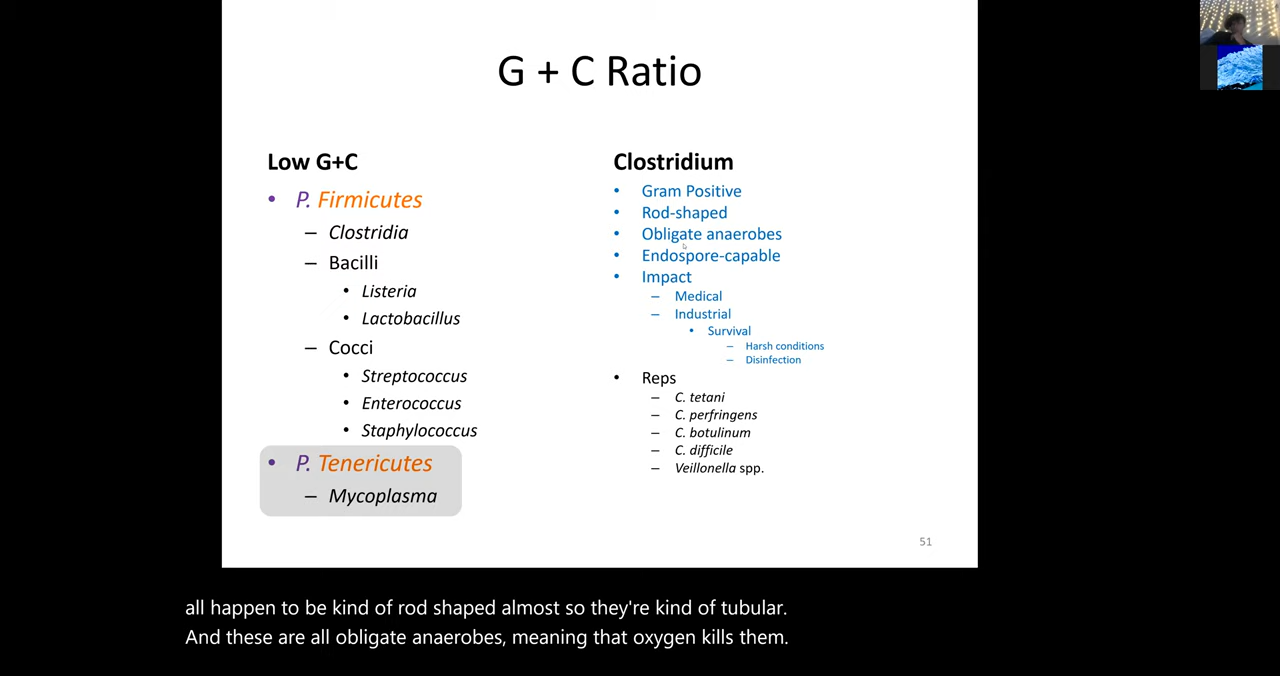 G + C Ratio
Low G+C
• P. Firmicutes
– Clostridia
– Bacilli
• Listeria
• Lactobacillus
– Cocci
• Streptococcus
• Enterococcus
• Staphylococcus
• P. Tenericutes
– Mycoplasma
Clostridium
• Gram Positive
• Rod-shaped
• Obligate anaerobes
• Endospore-capable
• Impact
– Medical
– Industrial
• Survival
– Harsh conditions
– Disinfection
• Reps
– C. tetani
– C. perfringens
– C. botulinum
– C. difficile
– Veillonella spp.
51
all happen to be kind of rod shaped almost so they're kind of tubular.
And these are all obligate anaerobes, meaning that oxygen kills them.